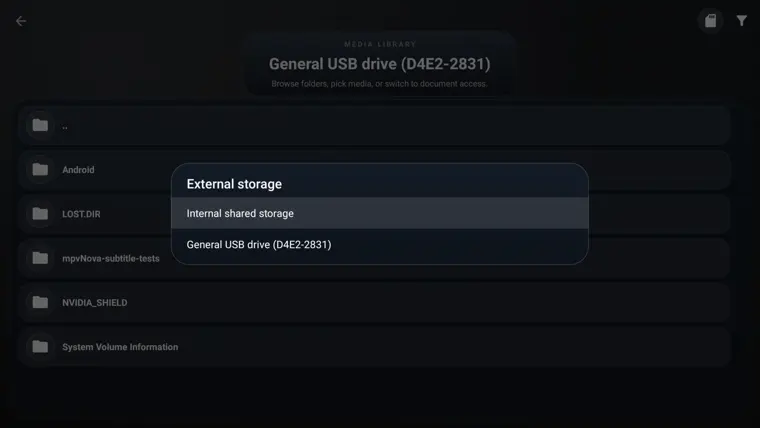 MEDIA LIBRARY
General USB drive (D4E2-2831)
Browse folders, pick media, or switch to document access.
..
Android
External storage
Internal shared storage
LOST.DIR
General USB drive (D4E2-2831)
mpvNova-subtitle-tests
NVIDIA_SHIELD
System Volume Information